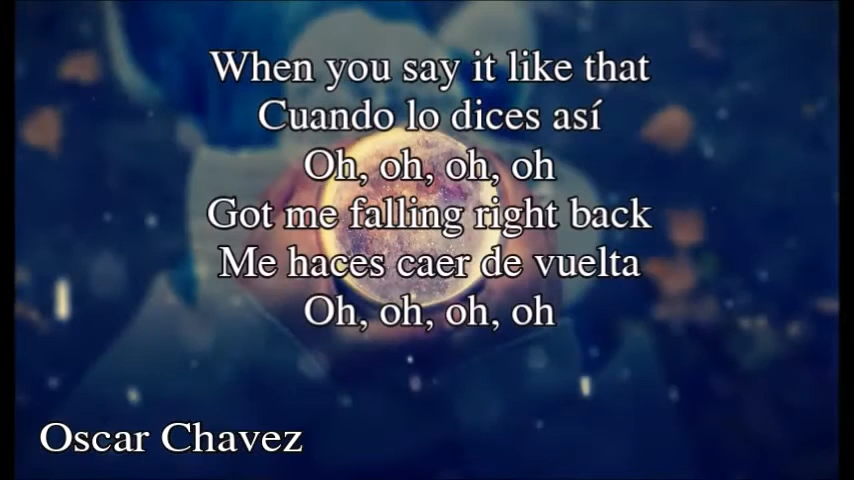 When you say it like that
Cuando lo dices así
Oh, oh, oh, oh
Got me falling right back
Me haces caer de vuelta
Oh, oh, oh, oh
Oscar Chavez